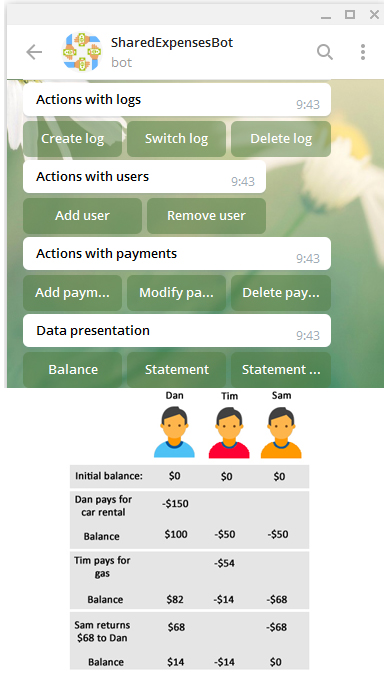 SharedExpensesBot
bot
Actions with logs 9:43
Create log Switch log Delete log
Actions with users 9:43
Add user Remove user
Actions with payments 9:43
Add paym... Modify pa... Delete pay...
Data presentation 9:43
Balance Statement Statement ...
Dan Tim Sam
Initial balance: $0 $0 $0
Dan pays for -$150
car rental
Balance $100 -$50 -$50
Tim pays for -$54
gas
Balance $82 -$14 -$68
Sam returns $68 -$68
$68 to Dan
Balance $14 -$14 $0